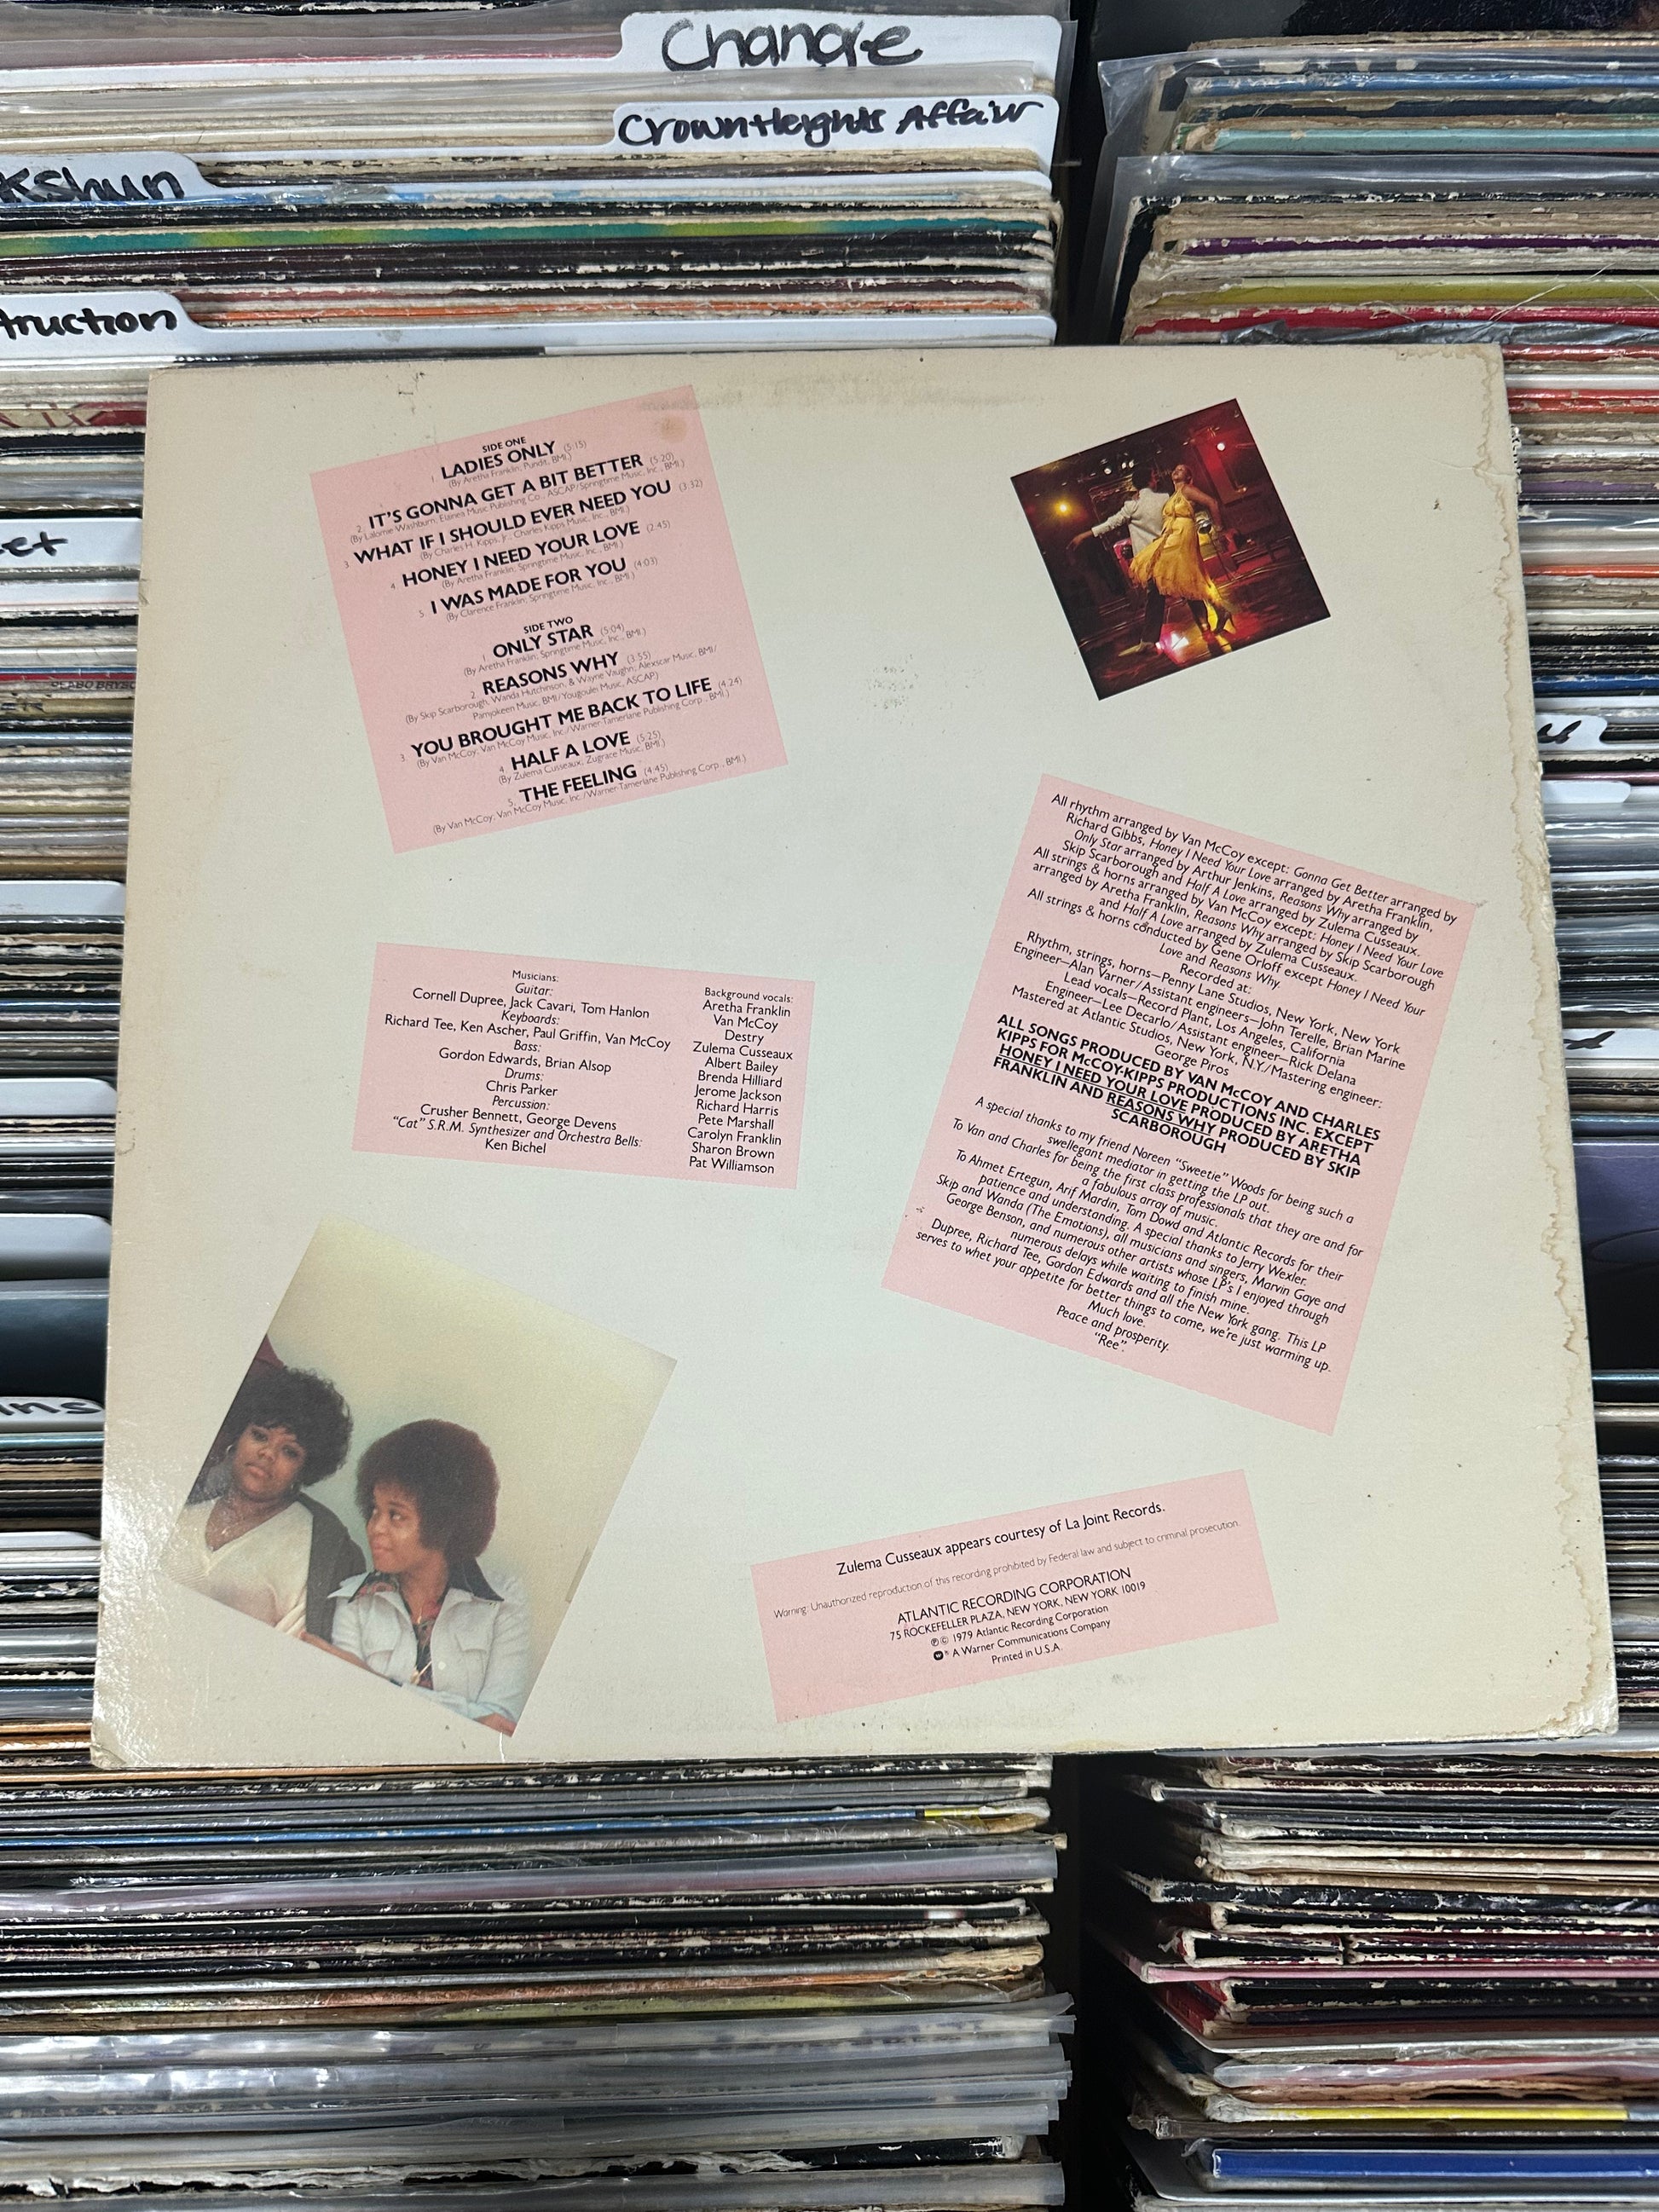 Change
Crown Heights Affair
kshun
truction
et
SIDE ONE
1. LADIES ONLY (5:15)
(By Aretha Franklin; Pundit, BMI.)
2. IT'S GONNA GET A BIT BETTER (5:20)
(By Lalomie Washburn; Elainea Music Publishing Co., ASCAP/Springtime Music, Inc., BMI.)
3. WHAT IF I SHOULD EVER NEED YOU (3:32)
(By Charles H. Kipps, Jr.; Charles Kipps Music, Inc., BMI.)
4. HONEY I NEED YOUR LOVE (2:45)
(By Aretha Franklin; Springtime Music, Inc., BMI.)
5. I WAS MADE FOR YOU (4:03)
(By Clarence Franklin; Springtime Music, Inc., BMI.)
SIDE TWO
1. ONLY STAR (5:04)
(By Aretha Franklin; Springtime Music, Inc., BMI.)
2. REASONS WHY (3:55)
(By Skip Scarborough, Wanda Hutchinson, & Wayne Vaughn; Alexscar Music, BMI/
Pamjokeen Music, BMI/Yougoulei Music, ASCAP)
3. YOU BROUGHT ME BACK TO LIFE (4:24)
(By Van McCoy; Van McCoy Music, Inc./Warner-Tamerlane Publishing Corp., BMI.)
4. HALF A LOVE (5:25)
(By Zulema Cusseaux; Zugrace Music, BMI.)
5. THE FEELING (4:45)
(By Van McCoy; Van McCoy Music, Inc./Warner-Tamerlane Publishing Corp., BMI.)
All rhythm arranged by Van McCoy except: Gonna Get Better arranged by
Richard Gibbs, Honey I Need Your Love arranged by Aretha Franklin,
Only Star arranged by Arthur Jenkins, Reasons Why arranged by
Skip Scarborough and Half A Love arranged by Zulema Cusseaux.
All strings & horns arranged by Van McCoy except: Honey I Need Your Love
arranged by Aretha Franklin, Reasons Why arranged by Skip Scarborough
and Half A Love arranged by Zulema Cusseaux.
All strings & horns conducted by Gene Orloff except Honey I Need Your
Love and Reasons Why.
Recorded at:
Rhythm, strings, horns—Penny Lane Studios, New York, New York
Engineer—Alan Varner/Assistant engineers—John Terelle, Brian Marine
Lead vocals—Record Plant, Los Angeles, California
Engineer—Lee Decarlo/Assistant engineer—Rick Delana
Mastered at Atlantic Studios, New York, N.Y./Mastering engineer:
George Piros
ALL SONGS PRODUCED BY VAN McCOY AND CHARLES
KIPPS FOR McCOY-KIPPS PRODUCTIONS INC. EXCEPT
HONEY I NEED YOUR LOVE PRODUCED BY ARETHA
FRANKLIN AND REASONS WHY PRODUCED BY SKIP
SCARBOROUGH
A special thanks to my friend Noreen "Sweetie" Woods for being such a
swellegant mediator in getting the LP out.
To Van and Charles for being the first class professionals that they are and for
a fabulous array of music.
To Ahmet Ertegun, Arif Mardin, Tom Dowd and Atlantic Records for their
patience and understanding. A special thanks to Jerry Wexler.
Skip and Wanda (The Emotions), all musicians and singers, Marvin Gaye and
George Benson, and numerous other artists whose LP's I enjoyed through
numerous delays while waiting to finish mine.
Dupree, Richard Tee, Gordon Edwards and all the New York gang. This LP
serves to whet your appetite for better things to come, we're just warming up.
Much love.
Peace and prosperity.
"Ree".
Musicians:
Guitar:
Cornell Dupree, Jack Cavari, Tom Hanlon
Keyboards:
Richard Tee, Ken Ascher, Paul Griffin, Van McCoy
Bass:
Gordon Edwards, Brian Alsop
Drums:
Chris Parker
Percussion:
Crusher Bennett, George Devens
"Cat" S.R.M. Synthesizer and Orchestra Bells:
Ken Bichel
Background vocals:
Aretha Franklin
Van McCoy
Destry
Zulema Cusseaux
Albert Bailey
Brenda Hilliard
Jerome Jackson
Richard Harris
Pete Marshall
Carolyn Franklin
Sharon Brown
Pat Williamson
Zulema Cusseaux appears courtesy of La Joint Records.
Warning: Unauthorized reproduction of this recording prohibited by Federal law and subject to criminal prosecution.
ATLANTIC RECORDING CORPORATION
75 ROCKEFELLER PLAZA, NEW YORK, NEW YORK 10019
℗© 1979 Atlantic Recording Corporation
® A Warner Communications Company
Printed in U.S.A.